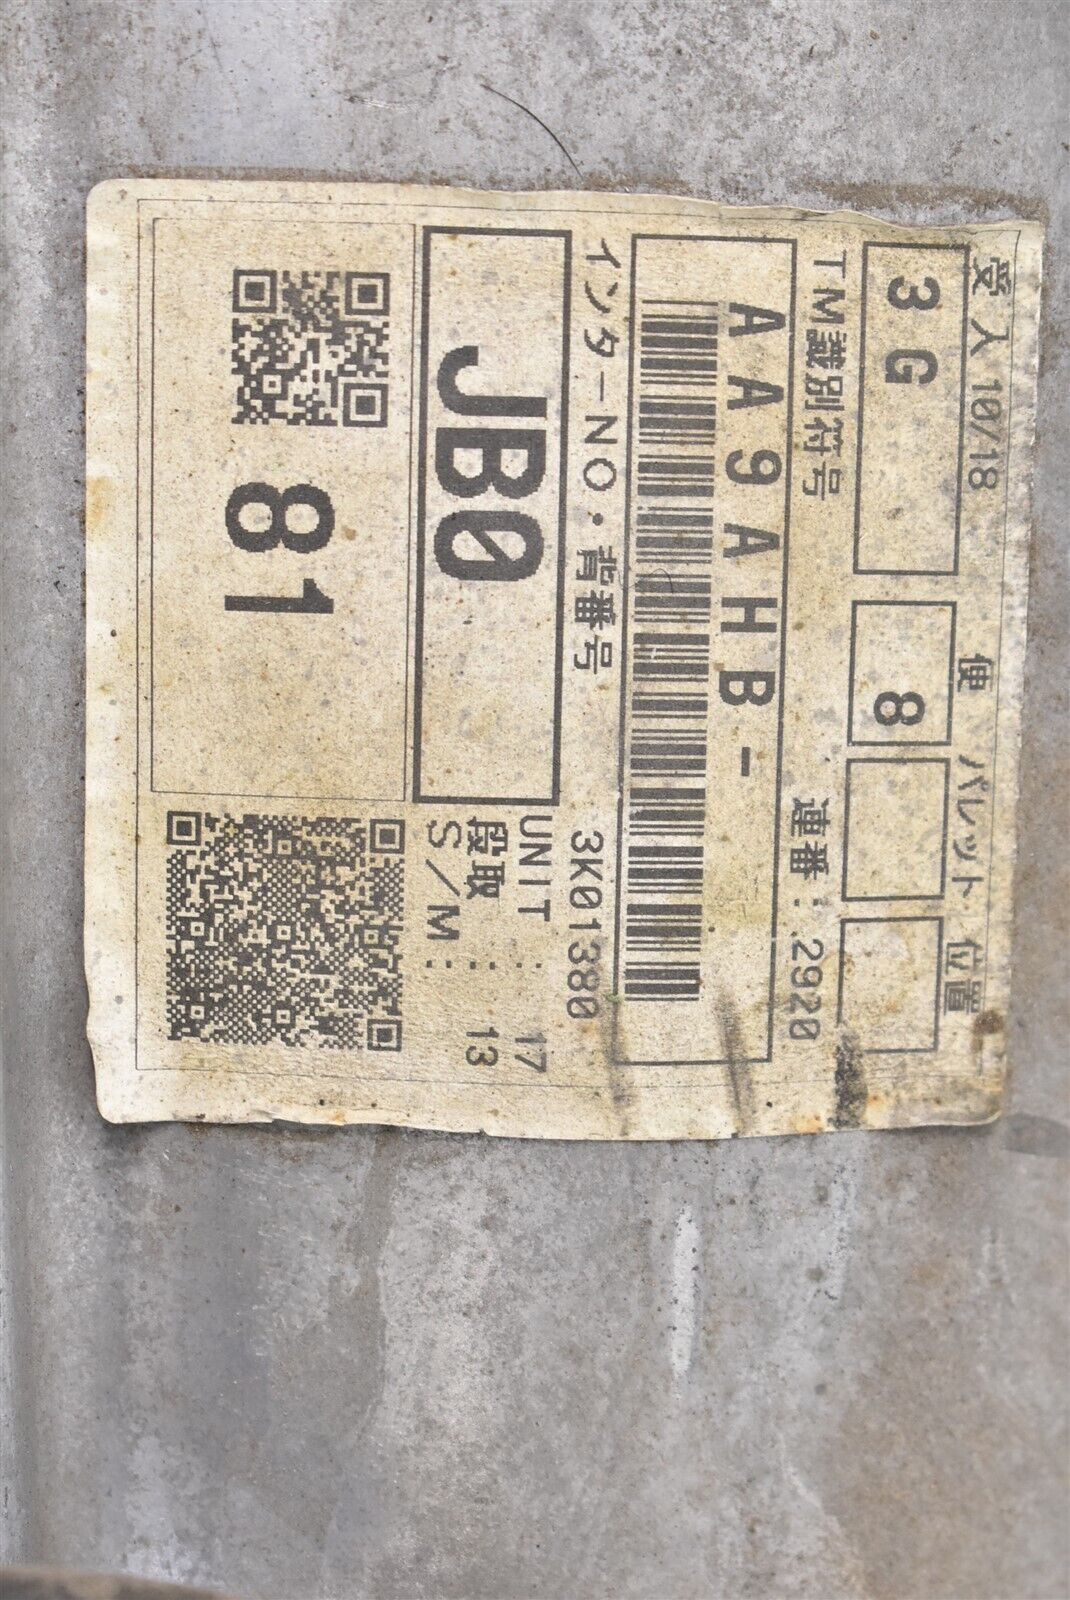 受入 10/18 便 パレット 位置
3G 8
TM識別符号 連番: 2920
AA9AHB-
インターNO・背番号 3K01380
JB0
UNIT : 17
段取 : 13
S/M:
81